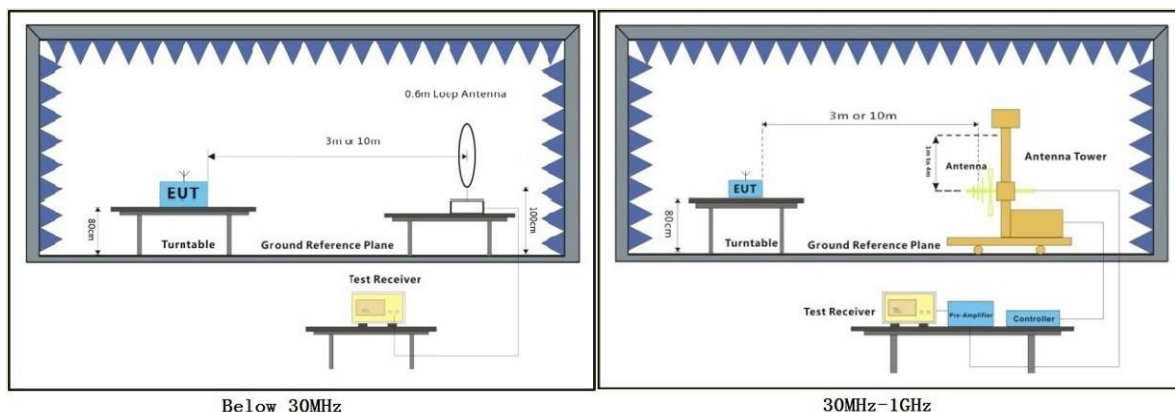 0.6m Loop Antenna
3m or 10m
EUT
80cm
100cm
Turntable
Ground Reference Plane
Test Receiver
Below 30MHz
3m or 10m
1m to 4m
Antenna
Antenna Tower
EUT
80cm
Turntable
Ground Reference Plane
Test Receiver
Pre-Amplifier
Controller
30MHz-1GHz